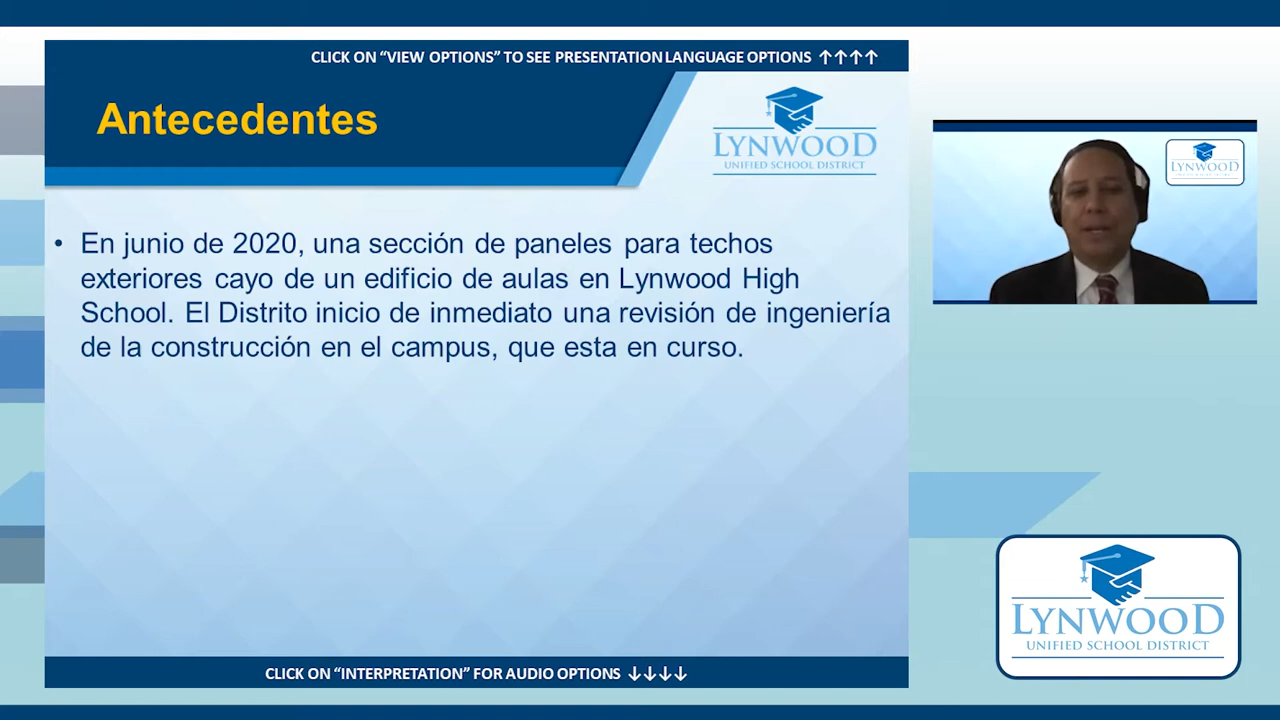 CLICK ON “VIEW OPTIONS” TO SEE PRESENTATION LANGUAGE OPTIONS ↑↑↑↑
Antecedentes
LYNWOOD
UNIFIED SCHOOL DISTRICT
• En junio de 2020, una sección de paneles para techos
exteriores cayo de un edificio de aulas en Lynwood High
School. El Distrito inicio de inmediato una revisión de ingeniería
de la construcción en el campus, que esta en curso.
CLICK ON “INTERPRETATION” FOR AUDIO OPTIONS ↓↓↓↓
LYNWOOD
LYNWOOD
UNIFIED SCHOOL DISTRICT